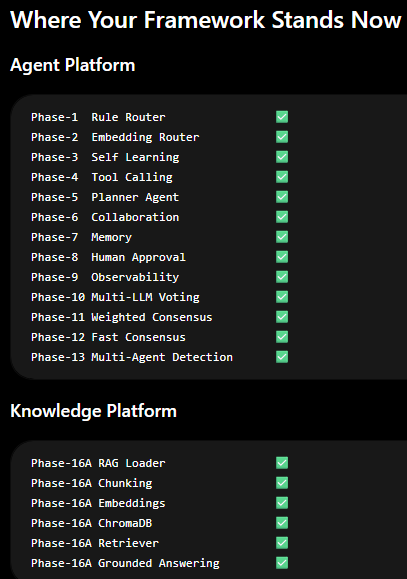 Where Your Framework Stands Now
Agent Platform
Phase-1 Rule Router ✅
Phase-2 Embedding Router ✅
Phase-3 Self Learning ✅
Phase-4 Tool Calling ✅
Phase-5 Planner Agent ✅
Phase-6 Collaboration ✅
Phase-7 Memory ✅
Phase-8 Human Approval ✅
Phase-9 Observability ✅
Phase-10 Multi-LLM Voting ✅
Phase-11 Weighted Consensus ✅
Phase-12 Fast Consensus ✅
Phase-13 Multi-Agent Detection ✅
Knowledge Platform
Phase-16A RAG Loader ✅
Phase-16A Chunking ✅
Phase-16A Embeddings ✅
Phase-16A ChromaDB ✅
Phase-16A Retriever ✅
Phase-16A Grounded Answering ✅